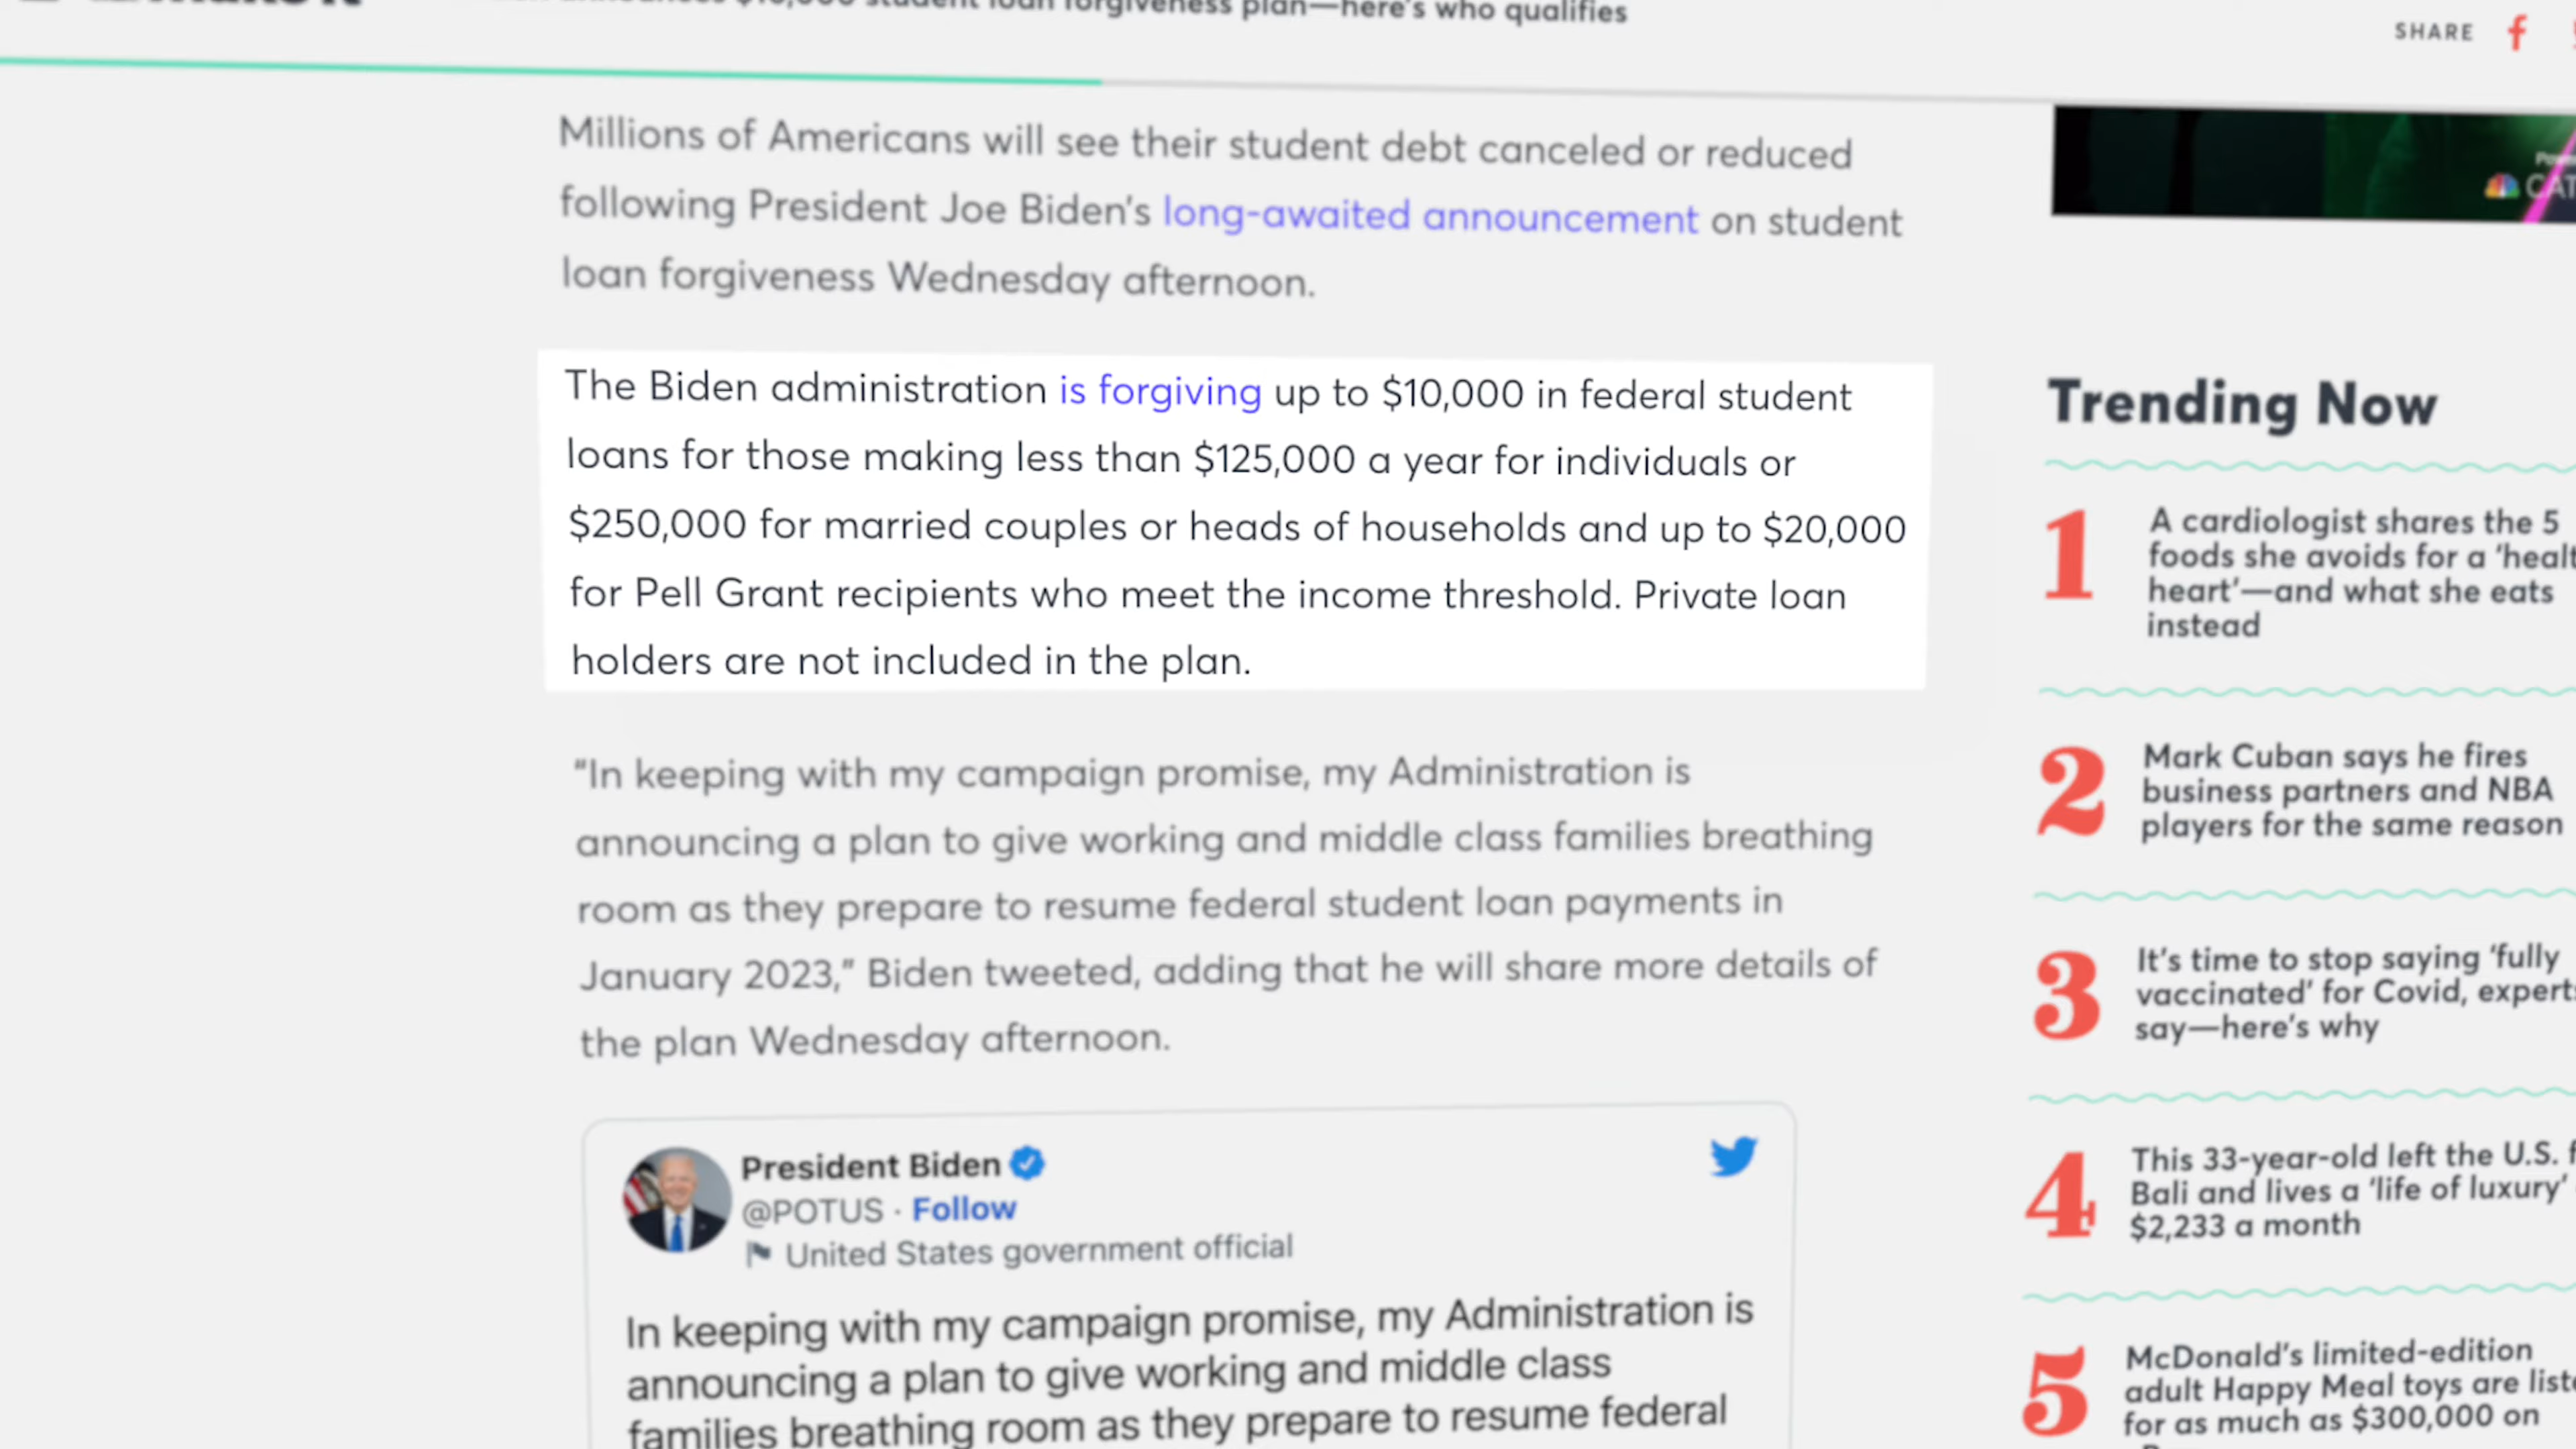 $10,000 student loan forgiveness plan—here's who qualifies
SHARE
Millions of Americans will see their student debt canceled or reduced
following President Joe Biden's long-awaited announcement on student
loan forgiveness Wednesday afternoon.
The Biden administration is forgiving up to $10,000 in federal student
loans for those making less than $125,000 a year for individuals or
$250,000 for married couples or heads of households and up to $20,000
for Pell Grant recipients who meet the income threshold. Private loan
holders are not included in the plan.
"In keeping with my campaign promise, my Administration is
announcing a plan to give working and middle class families breathing
room as they prepare to resume federal student loan payments in
January 2023," Biden tweeted, adding that he will share more details of
the plan Wednesday afternoon.
President Biden
@POTUS · Follow
United States government official
In keeping with my campaign promise, my Administration is
announcing a plan to give working and middle class
families breathing room as they prepare to resume federal
Trending Now
1
A cardiologist shares the 5
foods she avoids for a 'healt
heart'—and what she eats
instead
2
Mark Cuban says he fires
business partners and NBA
players for the same reason
3
It's time to stop saying 'fully
vaccinated' for Covid, expert
say—here's why
4
This 33-year-old left the U.S. f
Bali and lives a 'life of luxury'
$2,233 a month
5
McDonald's limited-edition
adult Happy Meal toys are list
for as much as $300,000 on